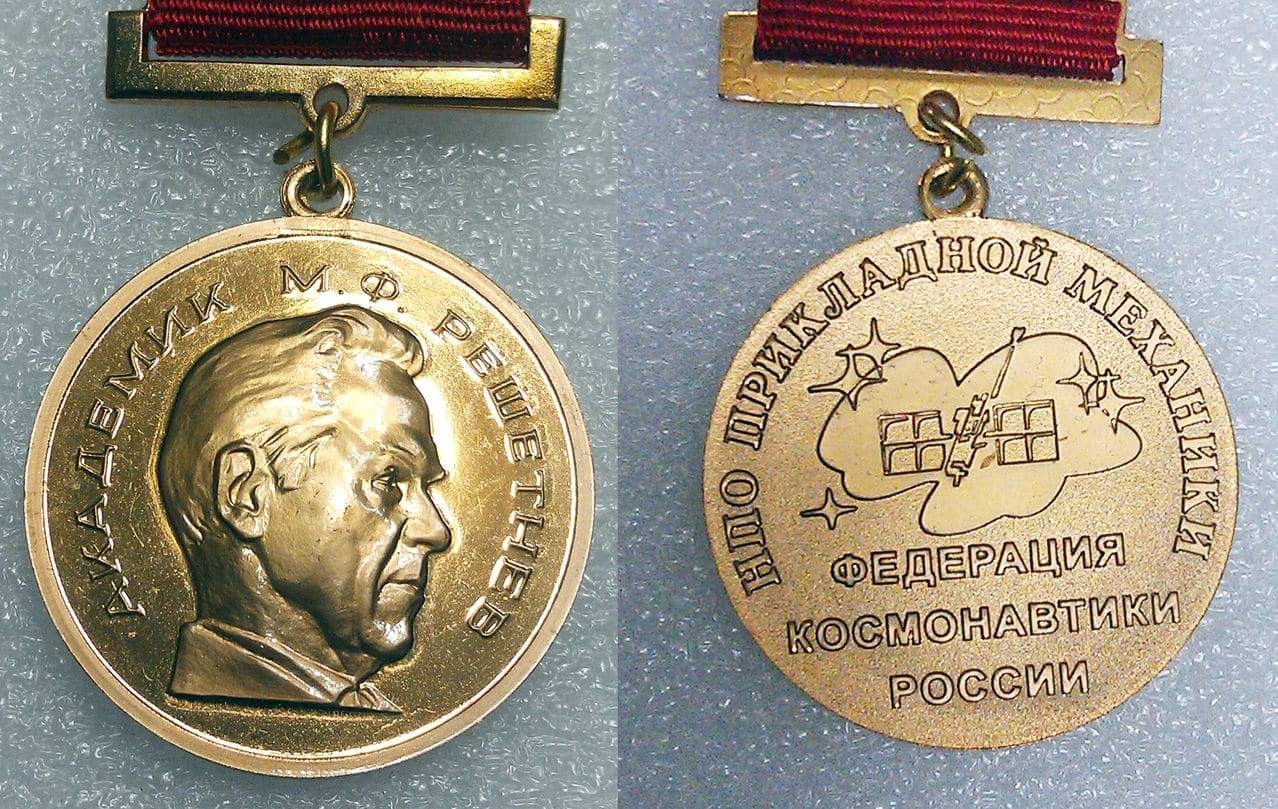 АКАДЕМИК М.Ф. РЕШЕТНЕВ
НПО ПРИКЛАДНОЙ МЕХАНИКИ
ФЕДЕРАЦИЯ
КОСМОНАВТИКИ
РОССИИ